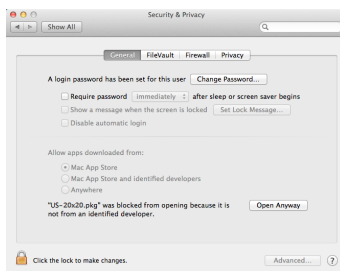 Security & Privacy
Show All
General FileVault Firewall Privacy
A login password has been set for this user Change Password...
Require password immediately after sleep or screen saver begins
Show a message when the screen is locked Set Lock Message...
Disable automatic login
Allow apps downloaded from:
Mac App Store
Mac App Store and identified developers
Anywhere
"US-20x20.pkg" was blocked from opening because it is Open Anyway
not from an identified developer.
Click the lock to make changes. Advanced... ?